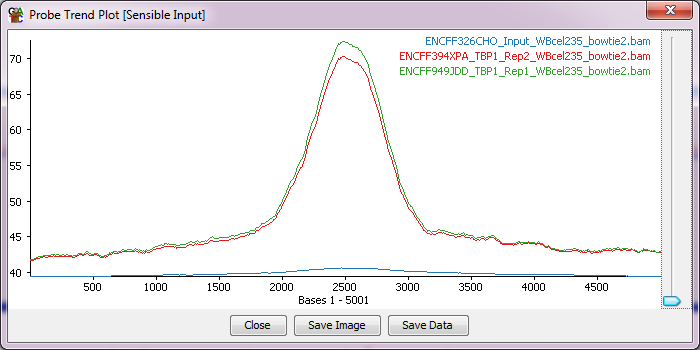 Probe Trend Plot [Sensible Input]
ENCFF326CHO_Input_WBcel235_bowtie2.bam
ENCFF394XPA_TBP1_Rep2_WBcel235_bowtie2.bam
ENCFF949JDD_TBP1_Rep1_WBcel235_bowtie2.bam
70
65
60
55
50
45
40
500 1000 1500 2000 2500 3000 3500 4000 4500
Bases 1 - 5001
Close Save Image Save Data